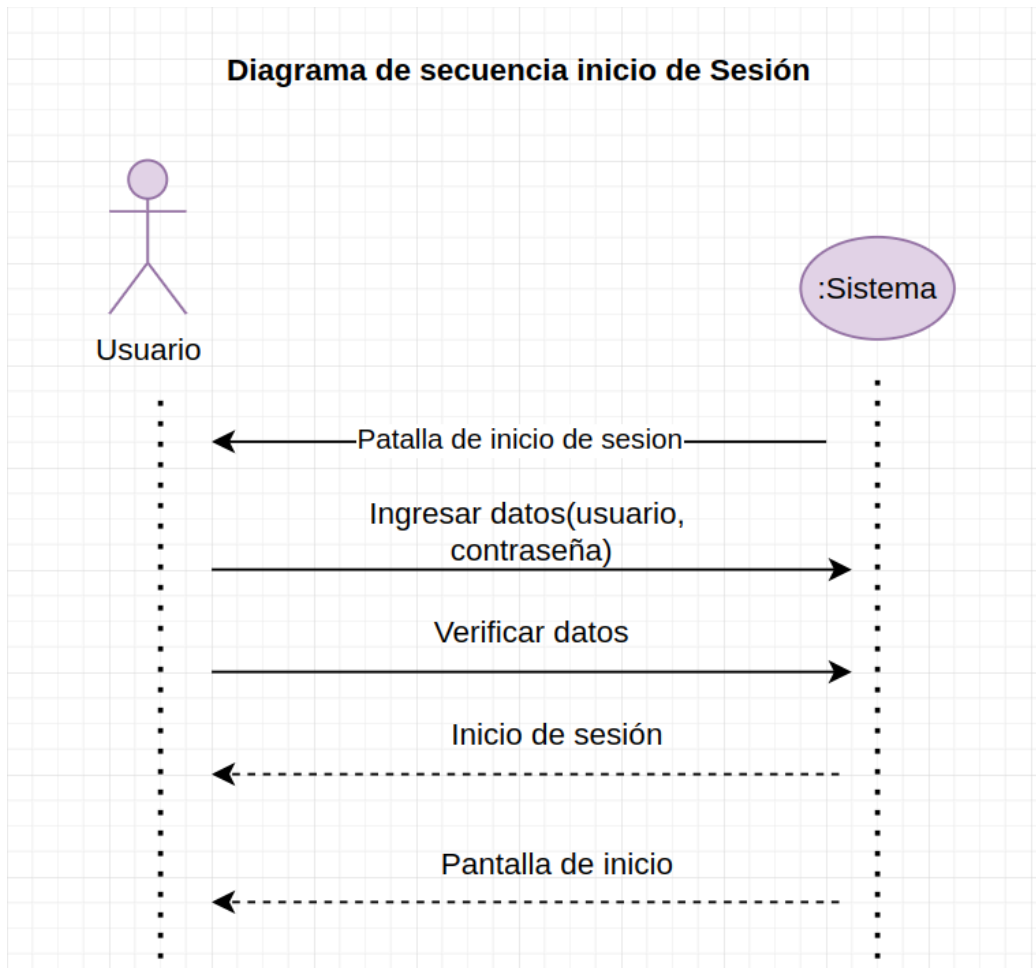 Diagrama de secuencia inicio de Sesión
:Sistema
Usuario
Patalla de inicio de sesion
Ingresar datos(usuario,
contraseña)
Verificar datos
Inicio de sesión
Pantalla de inicio